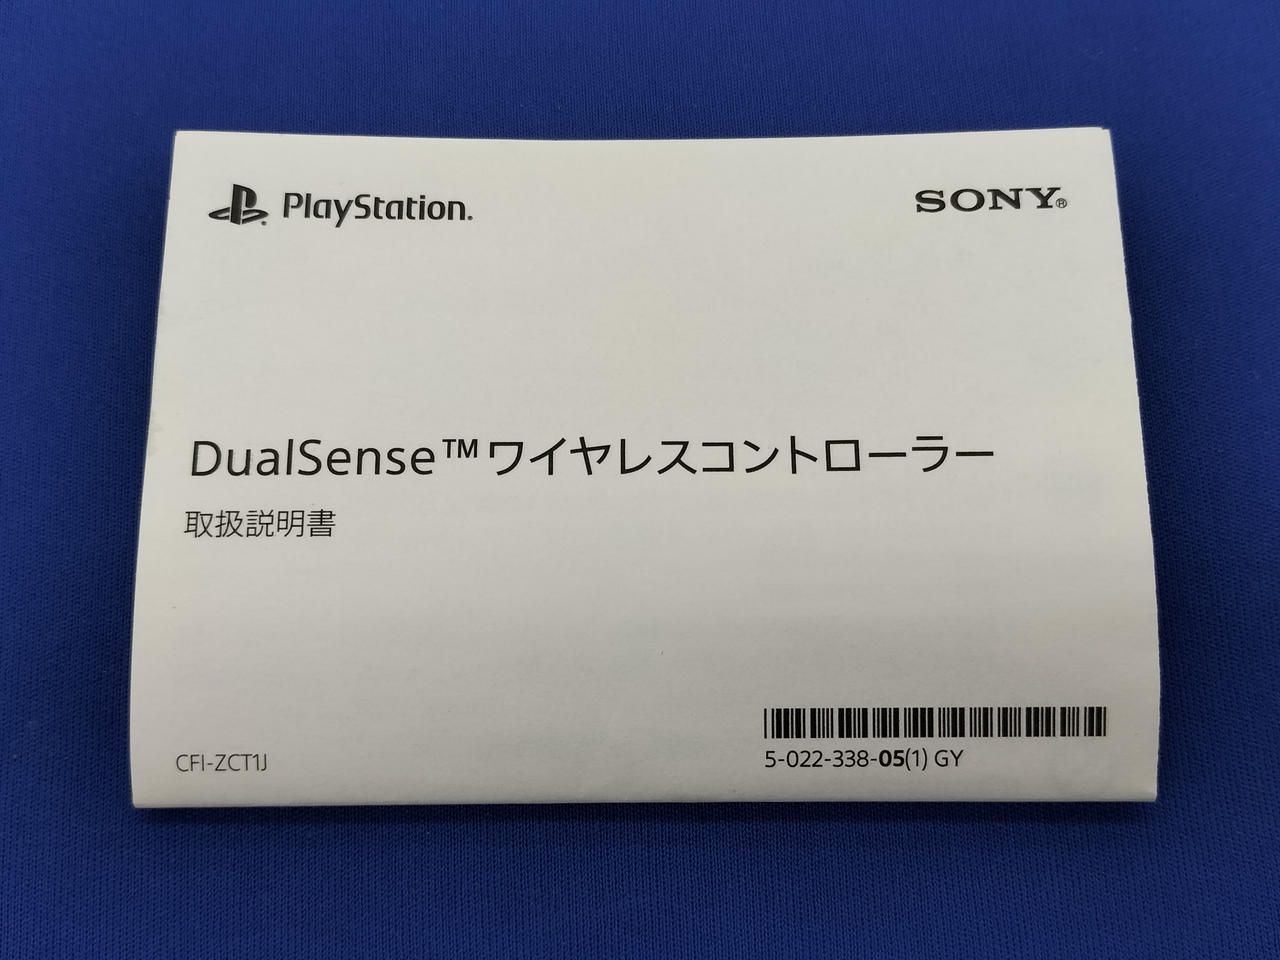 PlayStation®
SONY®
DualSense™ワイヤレスコントローラー
取扱説明書
CFI-ZCT1J
5-022-338-05(1) GY